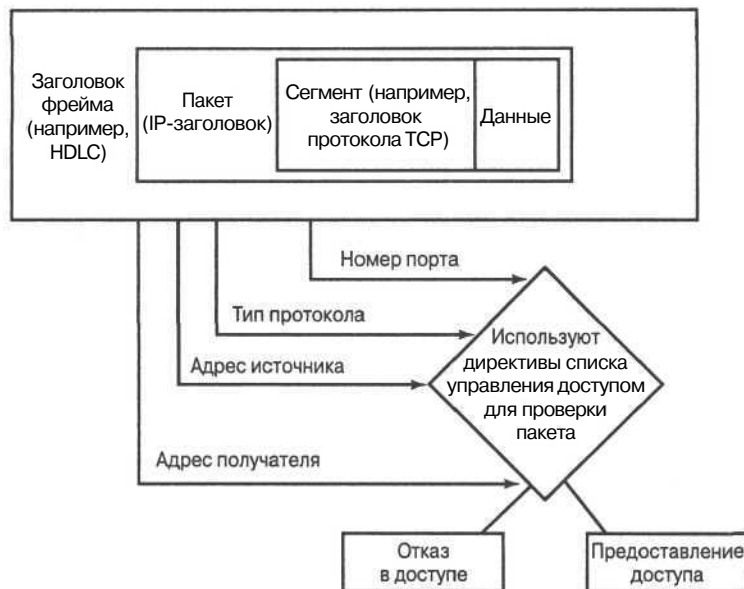 Заголовок
фрейма
(например,
HDLC)
Пакет
(IP-заголовок)
Сегмент (например,
заголовок
протокола TCP)
Данные
Номер порта
Тип протокола
Адрес источника
Адрес получателя
Используют
директивы списка
управления доступом
для проверки
пакета
Отказ
в доступе
Предоставление
доступа